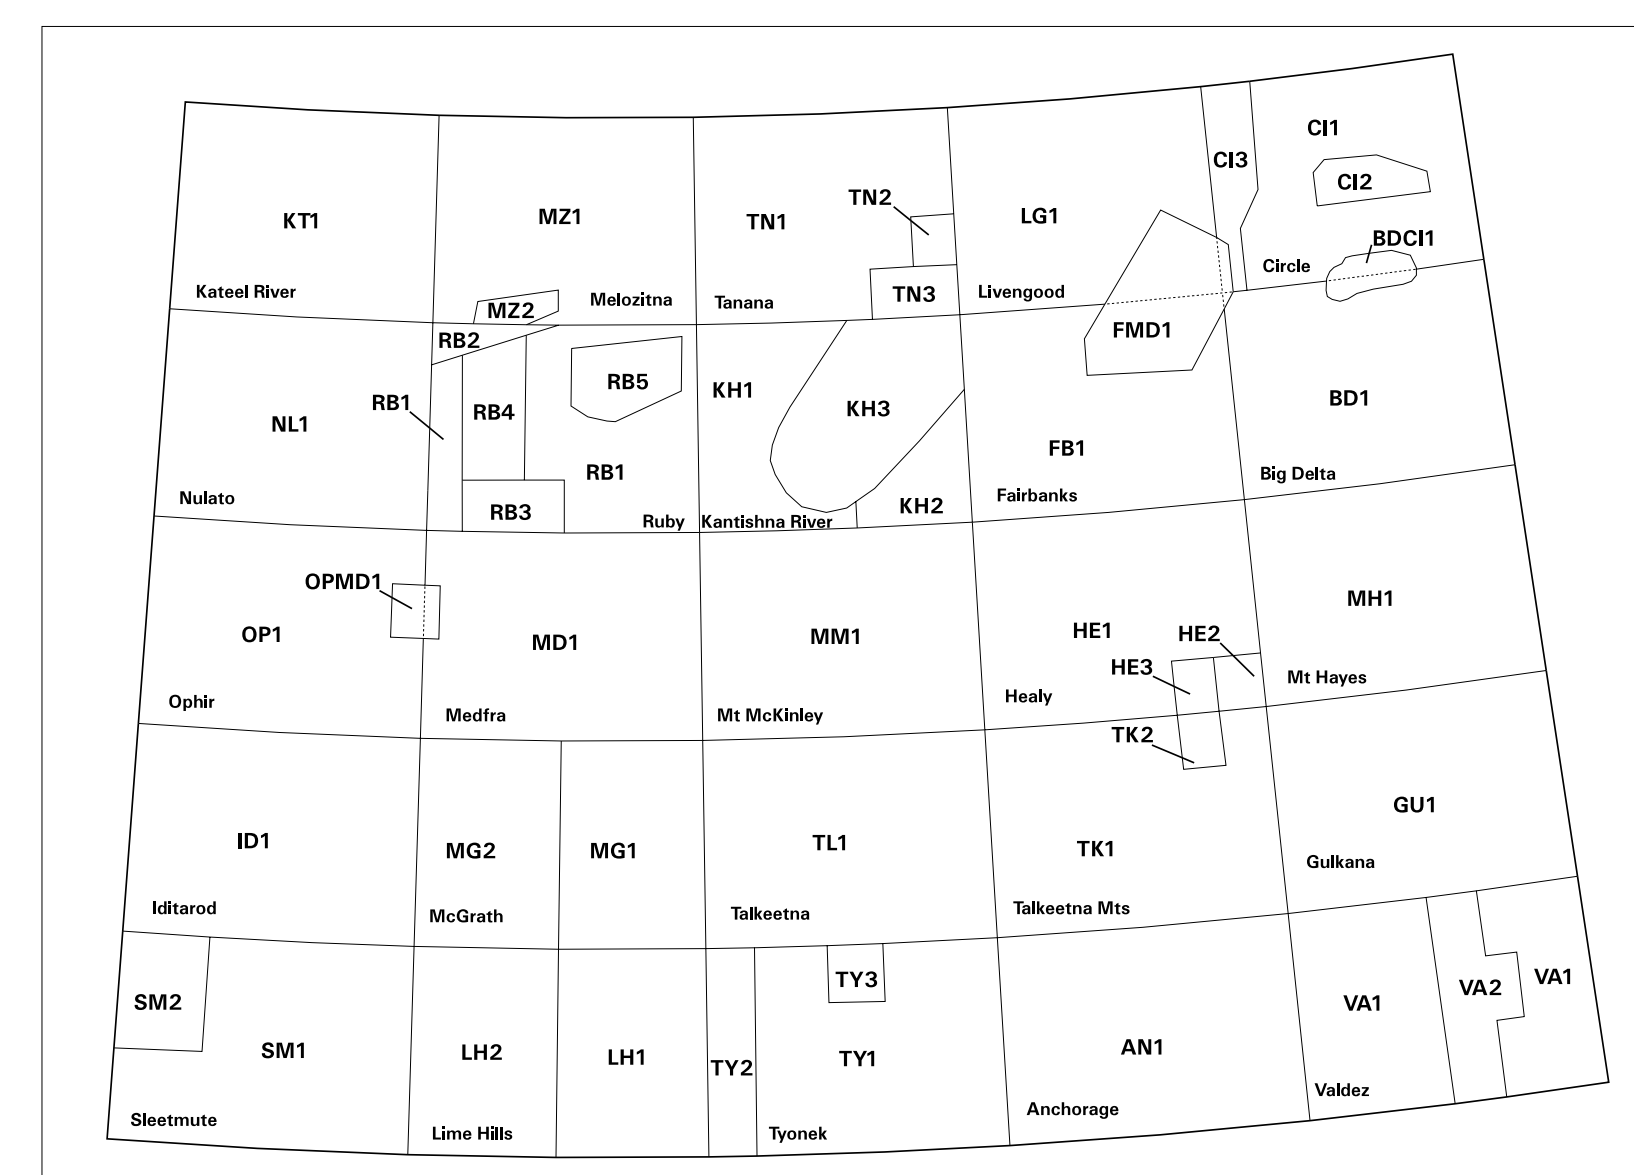 CI1
CI3
CI2
TN2
KT1
MZ1
TN1
LG1
BDCI1
Kateel River
MZ2
Melozitna
Tanana
TN3
Livengood
Circle
RB2
FMD1
RB5
KH1
RB1
RB4
KH3
BD1
NL1
FB1
RB1
Nulato
RB3
Ruby
Kantishna River
KH2
Fairbanks
Big Delta
OPMD1
OP1
MD1
MM1
HE1
HE2
MH1
HE3
Ophir
Medfra
Mt McKinley
Healy
Mt Hayes
TK2
ID1
MG2
MG1
TL1
TK1
GU1
Iditarod
McGrath
Talkeetna
Talkeetna Mts
Gulkana
SM2
TY3
VA1
VA2
VA1
SM1
LH2
LH1
TY2
TY1
AN1
Sleetmute
Lime Hills
Tyonek
Anchorage
Valdez